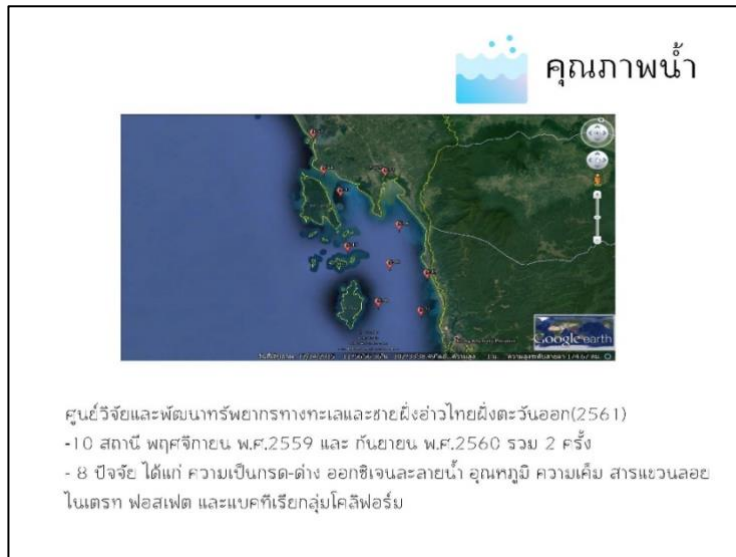 คุณภาพน้ำ
Google earth
ศูนย์วิจัยและพัฒนาทรัพยากรทางทะเลและชายฝั่งอ่าวไทยฝั่งตะวันออก(2561)
-10 สถานี พฤศจิกายน พ.ศ.2559 และ กันยายน พ.ศ.2560 รวม 2 ครั้ง
- 8 ปัจจัย ได้แก่ ความเป็นกรด-ด่าง ออกซิเจนละลายน้ำ อุณหภูมิ ความเค็ม สารแขวนลอย
ไนเตรท ฟอสเฟต และแบคทีเรียกลุ่มโคลิฟอร์ม